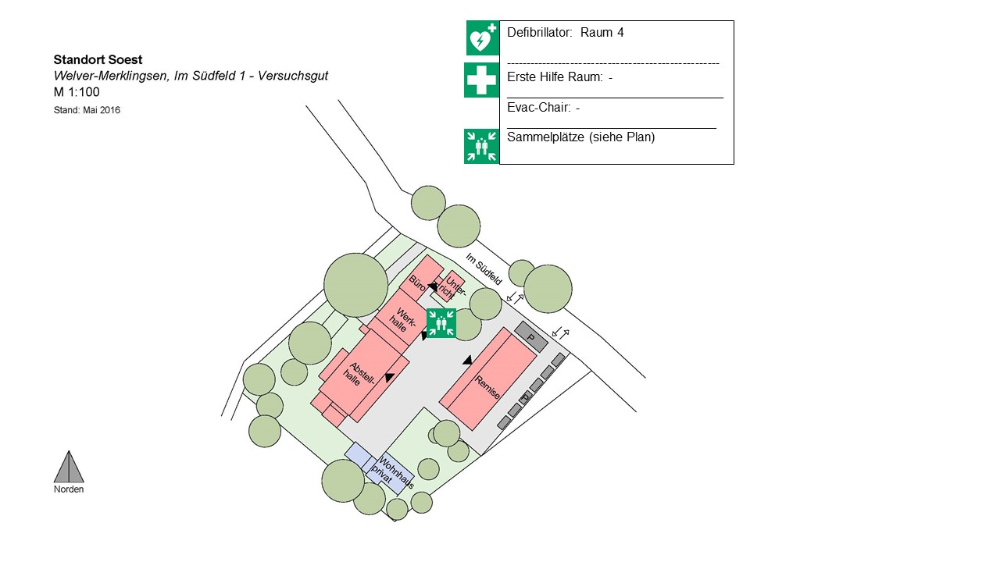 Defibrillator:  Raum 4
Erste Hilfe Raum: -
Evac-Chair: -
Sammelplätze (siehe Plan)
Standort Soest
Welver-Merklingsen, Im Südfeld 1 - Versuchsgut
M 1:100
Stand: Mai 2016
Im Südfeld
Büro
Unter-
richt
Werk-
halle
P
Abstell-
halle
Remise
P
Wohnhaus
privat
Norden